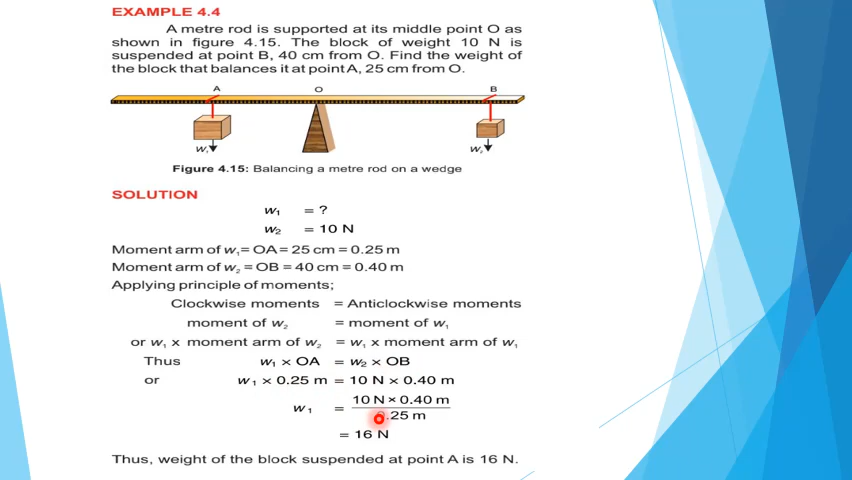 EXAMPLE 4.4
A metre rod is supported at its middle point O as
shown in figure 4.15. The block of weight 10 N is
suspended at point B, 40 cm from O. Find the weight of
the block that balances it at point A, 25 cm from O.
A O B
w₁ w₂
Figure 4.15: Balancing a metre rod on a wedge
SOLUTION
w₁ = ?
w₂ = 10 N
Moment arm of w₁= OA = 25 cm = 0.25 m
Moment arm of w₂ = OB = 40 cm = 0.40 m
Applying principle of moments;
Clockwise moments = Anticlockwise moments
moment of w₂ = moment of w₁
or w₁ x moment arm of w₂ = w₁ x moment arm of w₁
Thus w₁ × OA = w₂ × OB
or w₁ × 0.25 m = 10 N × 0.40 m
10 N × 0.40 m
w₁ =
.25 m
= 16 N
Thus, weight of the block suspended at point A is 16 N.